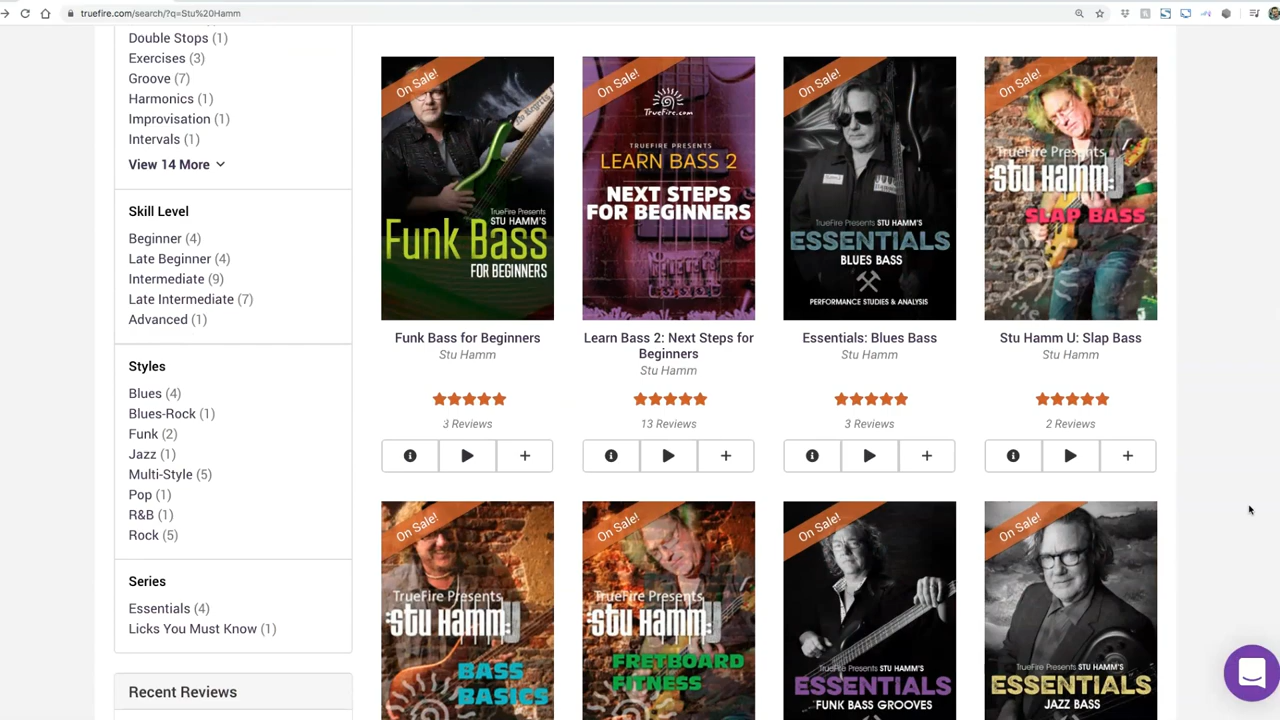 truefire.com/search/?q=Stu%20Hamm
Double Stops (1)
Exercises (3)
Groove (7)
Harmonics (1)
Improvisation (1)
Intervals (1)
View 14 More
Skill Level
Beginner (4)
Late Beginner (4)
Intermediate (9)
Late Intermediate (7)
Advanced (1)
Styles
Blues (4)
Blues-Rock (1)
Funk (2)
Jazz (1)
Multi-Style (5)
Pop (1)
R&B (1)
Rock (5)
Series
Essentials (4)
Licks You Must Know (1)
Recent Reviews
On Sale!
TrueFire Presents
STU HAMM'S
Funk Bass
FOR BEGINNERS
Funk Bass for Beginners
Stu Hamm
3 Reviews
On Sale!
TrueFire.com
TRUEFIRE PRESENTS
LEARN BASS 2
NEXT STEPS
FOR BEGINNERS
Learn Bass 2: Next Steps for
Beginners
Stu Hamm
13 Reviews
On Sale!
TrueFire Presents STU HAMM'S
ESSENTIALS
BLUES BASS
PERFORMANCE STUDIES & ANALYSIS
Essentials: Blues Bass
Stu Hamm
3 Reviews
On Sale!
TrueFire Presents
stu Hamm U
SLAP BASS
Stu Hamm U: Slap Bass
Stu Hamm
2 Reviews
On Sale!
TrueFire Presents
stu Hamm U
BASS
BASICS
On Sale!
TrueFire Presents
stu Hamm U
FRETBOARD
FITNESS
On Sale!
TrueFire Presents STU HAMM'S
ESSENTIALS
FUNK BASS GROOVES
On Sale!
TrueFire Presents STU HAMM'S
ESSENTIALS
JAZZ BASS